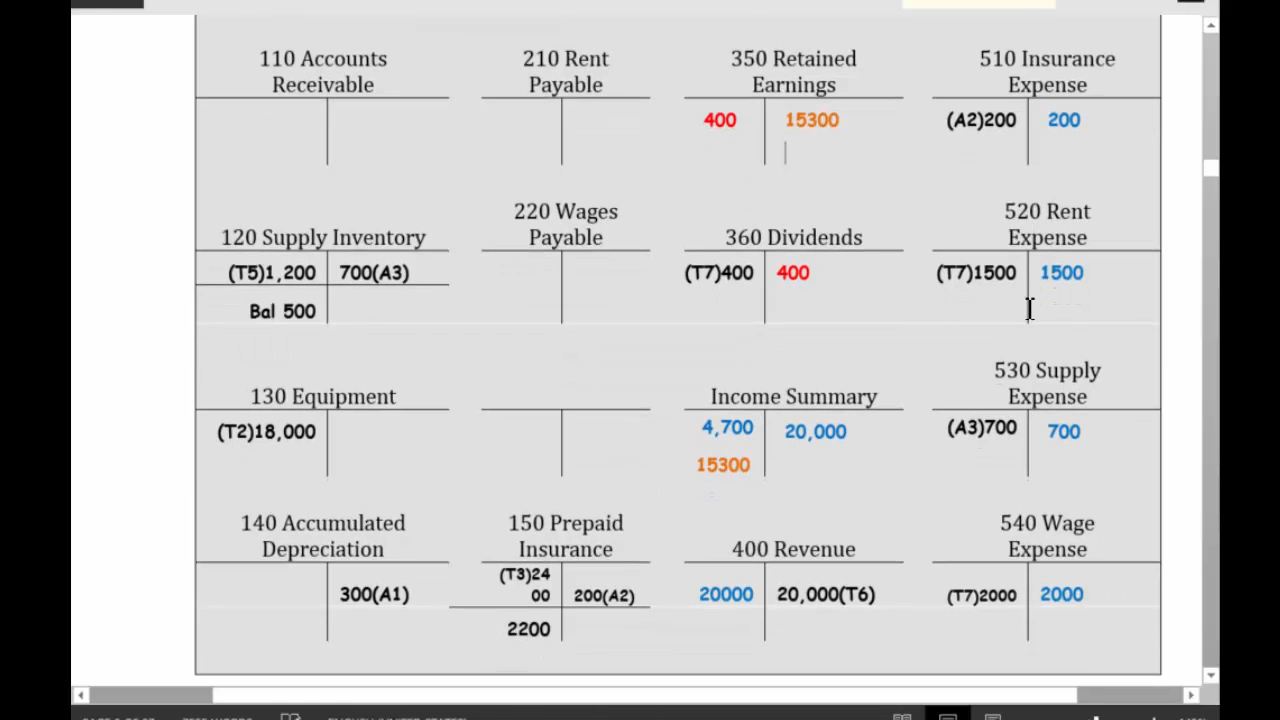 110 Accounts
Receivable
210 Rent
Payable
350 Retained
Earnings
400 15300
510 Insurance
Expense
(A2)200 200
120 Supply Inventory
(T5)1,200 700(A3)
Bal 500
220 Wages
Payable
360 Dividends
(T7)400 400
520 Rent
Expense
(T7)1500 1500
130 Equipment
(T2)18,000
Income Summary
4,700 20,000
15300
530 Supply
Expense
(A3)700 700
140 Accumulated
Depreciation
300(A1)
150 Prepaid
Insurance
(T3)24
00 200(A2)
2200
400 Revenue
20000 20,000(T6)
540 Wage
Expense
(T7)2000 2000